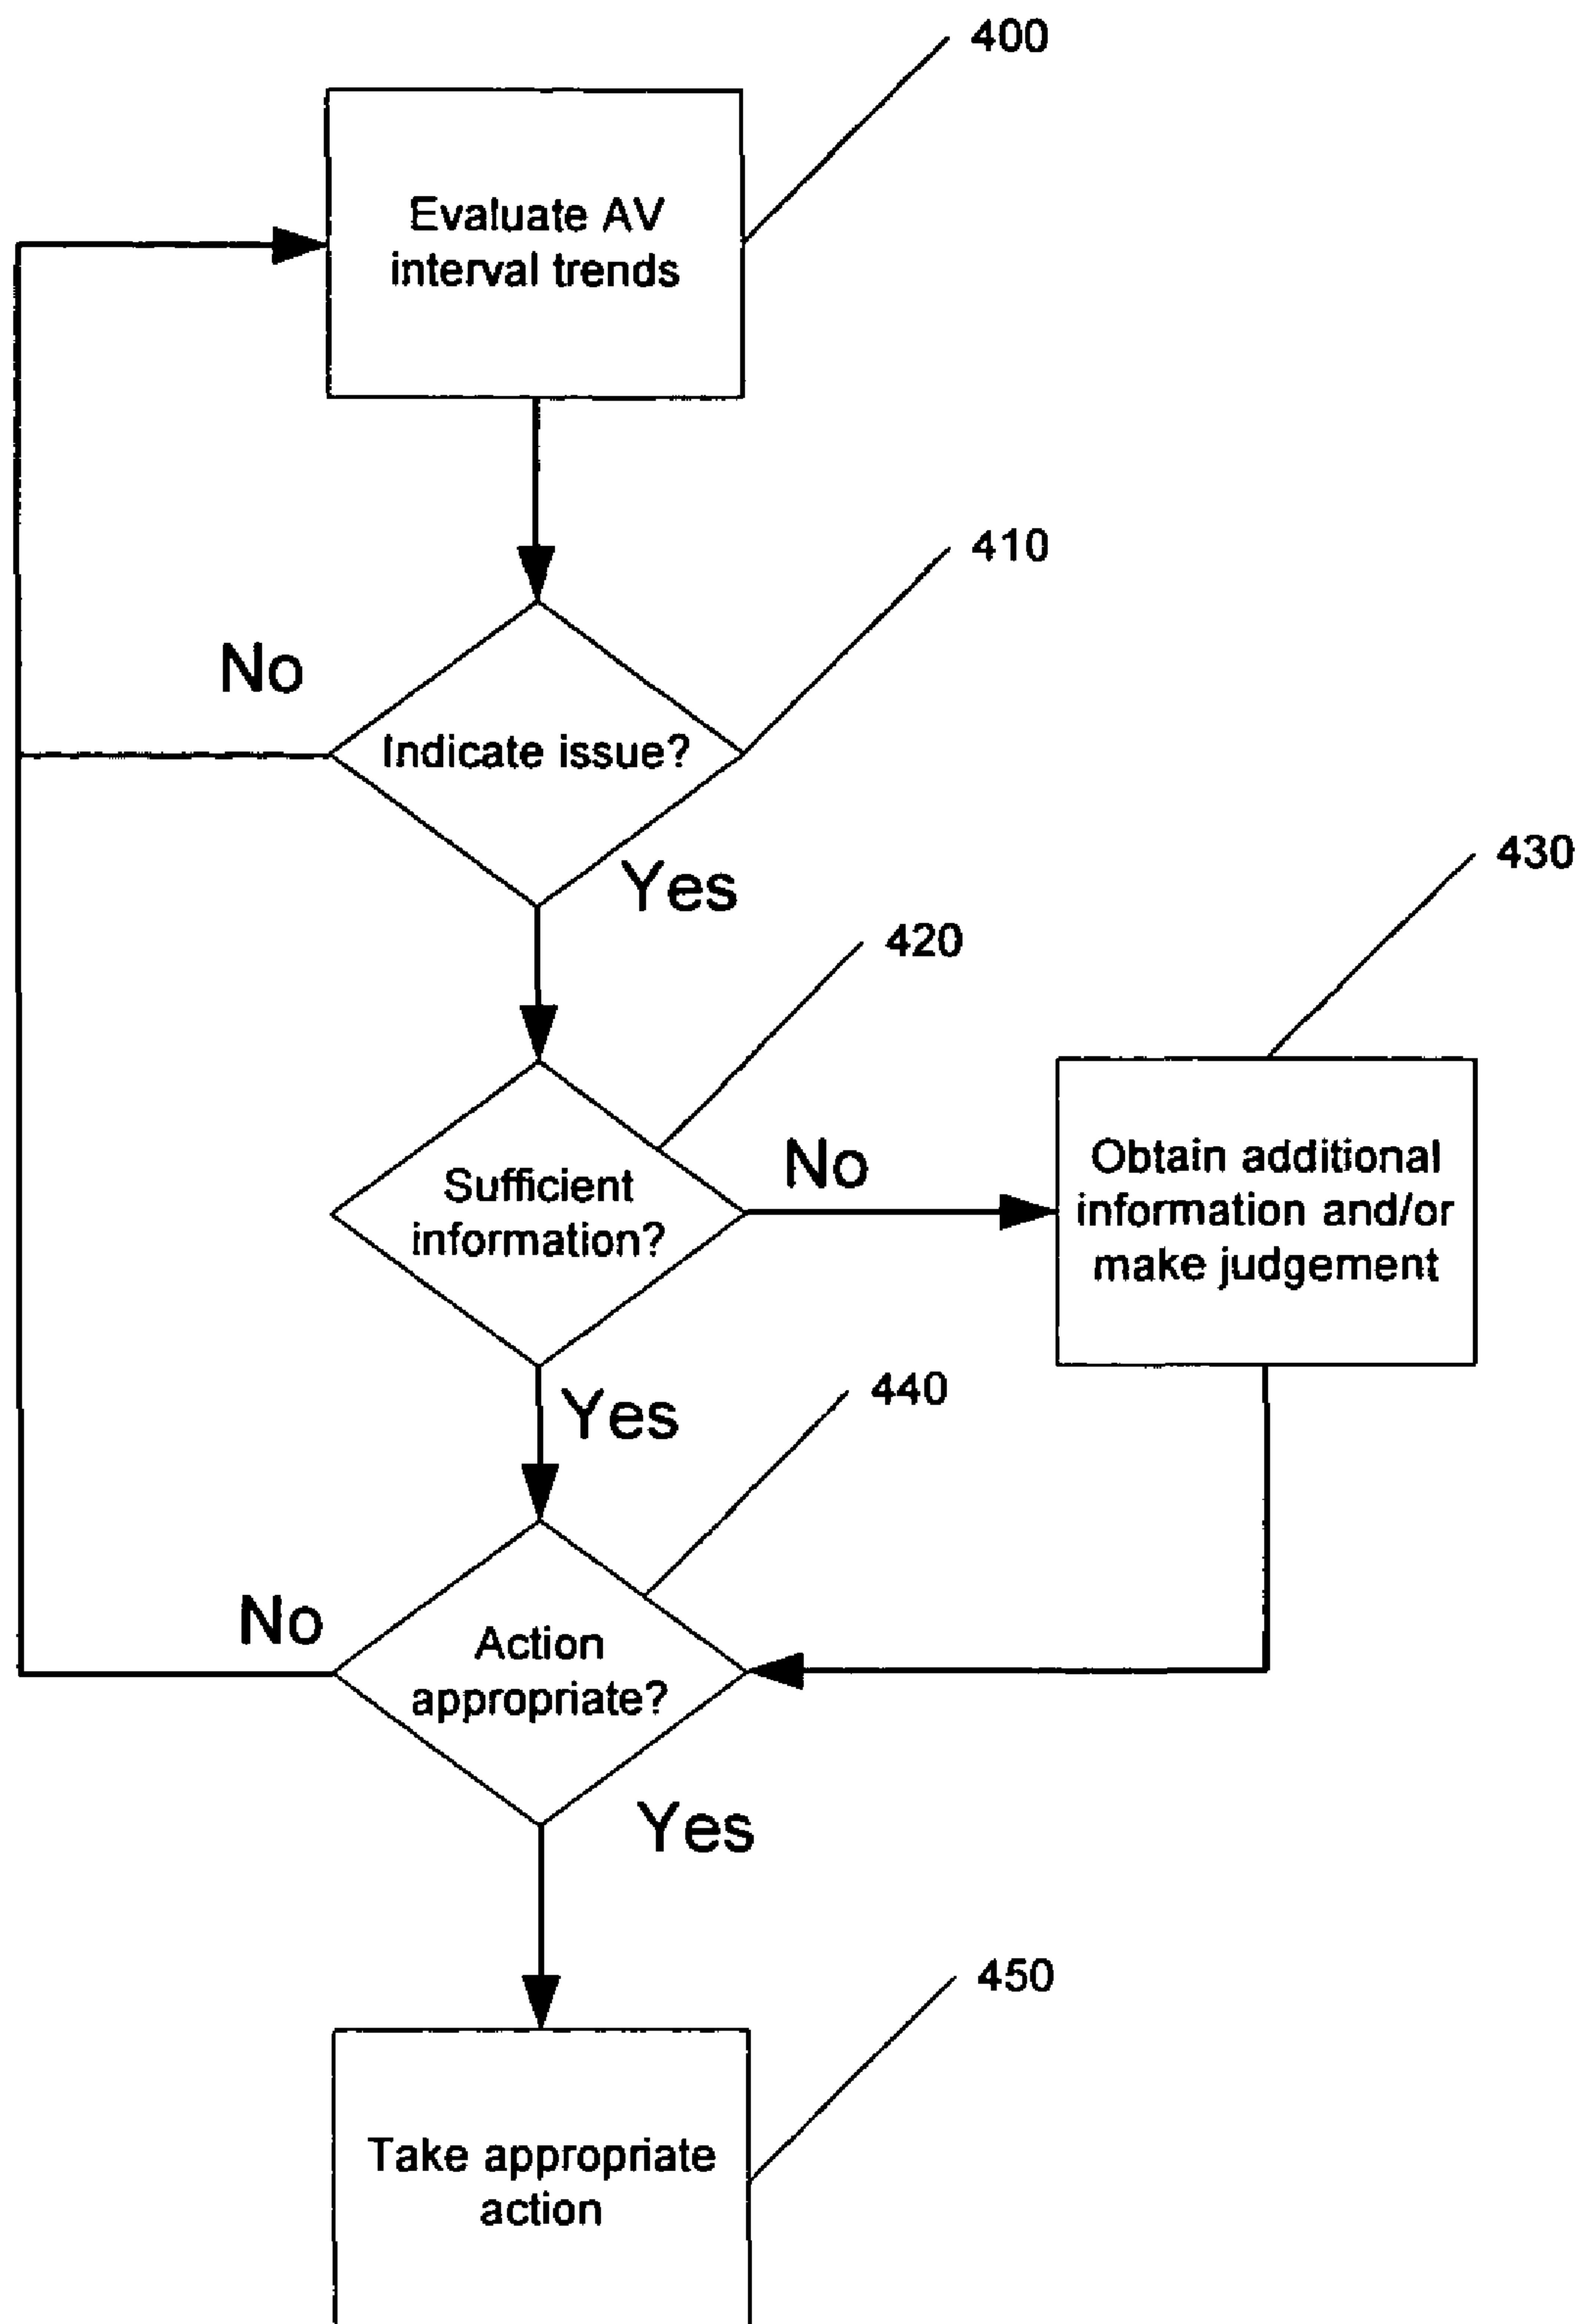 400
Evaluate AV
interval trends
410
No
Indicate issue?
Yes
430
420
Sufficient
information?
No
Obtain additional
information and/or
make judgement
440
Yes
No
Action
appropriate?
Yes
450
Take appropriate
action